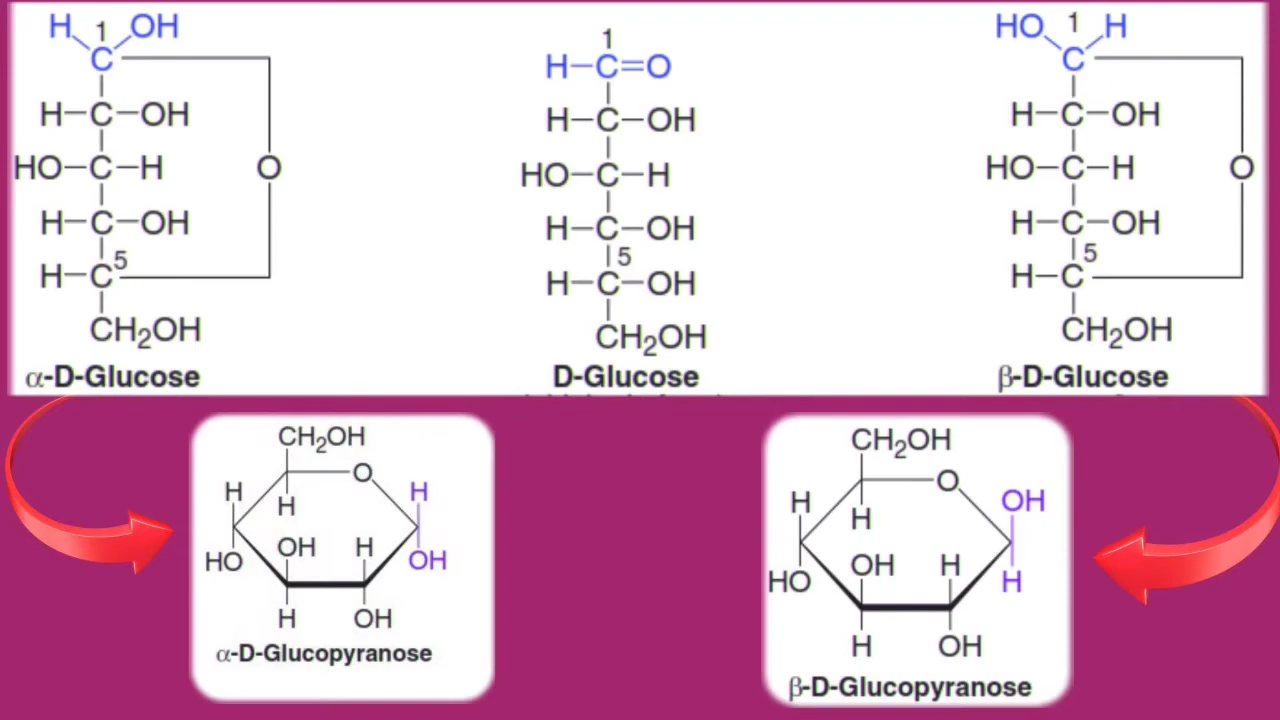 H 1 OH
C
H-C-OH
HO-C-H
O
H-C-OH
5
H-C
CH₂OH
α-D-Glucose
1
H-C=O
H-C-OH
HO-C-H
H-C-OH
5
H-C-OH
CH₂OH
D-Glucose
HO 1 H
C
H-C-OH
HO-C-H
O
H-C-OH
5
H-C
CH₂OH
β-D-Glucose
CH₂OH
O
H H H
OH H
HO OH
H OH
α-D-Glucopyranose
CH₂OH
O
H H OH
OH H
HO H
H OH
β-D-Glucopyranose